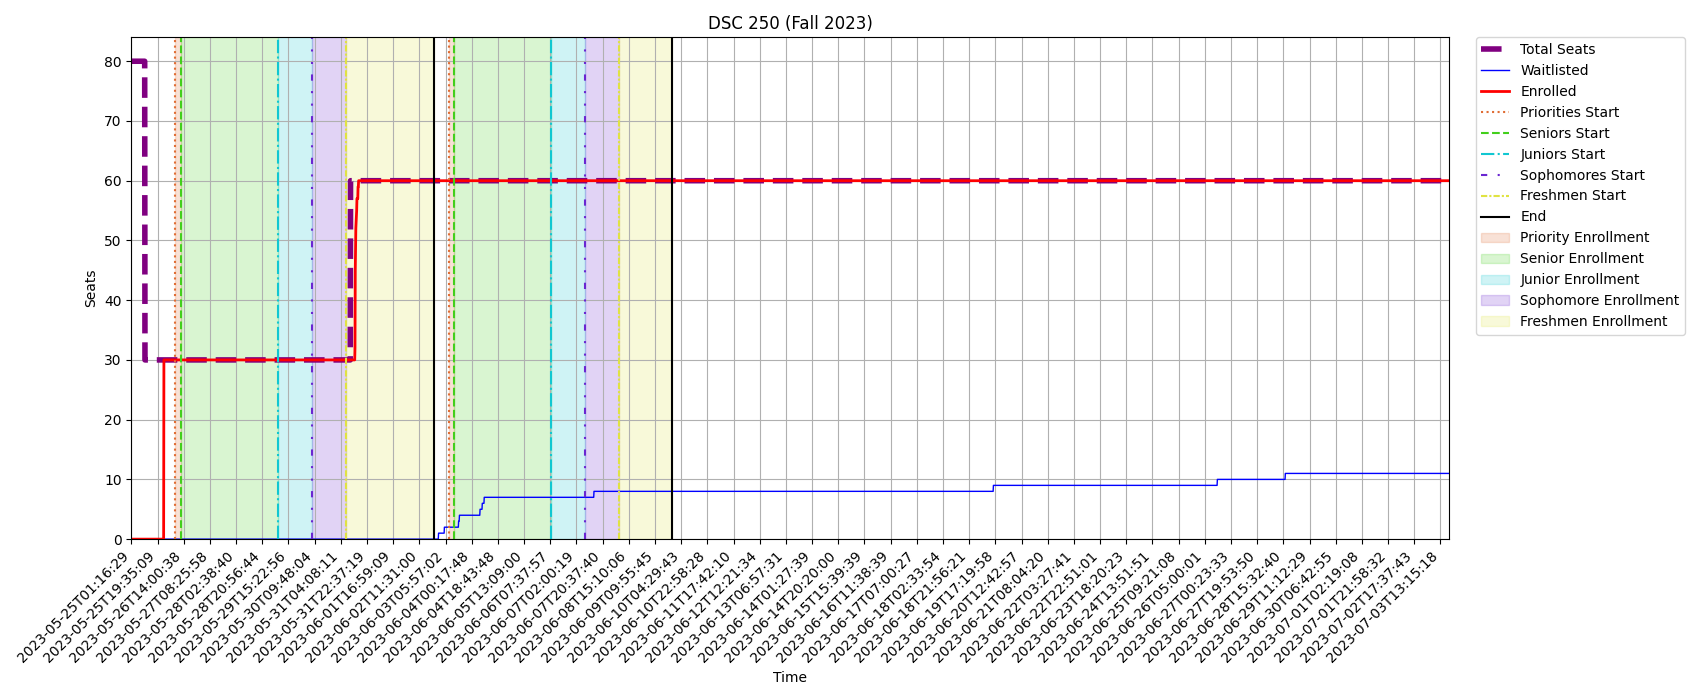 DSC 250 (Fall 2023)
Seats
80
70
60
50
40
30
20
10
0
2023-05-25T01:16:29
2023-05-25T19:35:09
2023-05-26T14:00:38
2023-05-27T08:25:58
2023-05-28T02:38:40
2023-05-28T20:56:44
2023-05-29T15:22:56
2023-05-30T09:48:04
2023-05-31T04:08:11
2023-05-31T22:37:19
2023-06-01T16:59:09
2023-06-02T11:31:00
2023-06-03T05:57:02
2023-06-04T00:17:48
2023-06-04T18:43:48
2023-06-05T13:09:00
2023-06-06T07:37:57
2023-06-07T02:00:19
2023-06-07T20:37:40
2023-06-08T15:10:06
2023-06-09T09:55:45
2023-06-10T04:29:43
2023-06-10T22:58:28
2023-06-11T17:42:10
2023-06-12T12:21:34
2023-06-13T06:57:31
2023-06-14T01:27:39
2023-06-14T20:20:00
2023-06-15T15:39:39
2023-06-16T11:38:39
2023-06-17T07:00:27
2023-06-18T02:33:54
2023-06-18T21:56:21
2023-06-19T17:19:58
2023-06-20T12:42:57
2023-06-21T08:04:20
2023-06-22T03:27:41
2023-06-22T22:51:01
2023-06-23T18:20:23
2023-06-24T13:51:51
2023-06-25T09:21:08
2023-06-26T05:00:01
2023-06-27T00:23:33
2023-06-27T19:53:50
2023-06-28T15:32:40
2023-06-29T11:12:29
2023-06-30T06:42:55
2023-07-01T02:19:08
2023-07-01T21:58:32
2023-07-02T17:37:43
2023-07-03T13:15:18
Time
Total Seats
Waitlisted
Enrolled
Priorities Start
Seniors Start
Juniors Start
Sophomores Start
Freshmen Start
End
Priority Enrollment
Senior Enrollment
Junior Enrollment
Sophomore Enrollment
Freshmen Enrollment